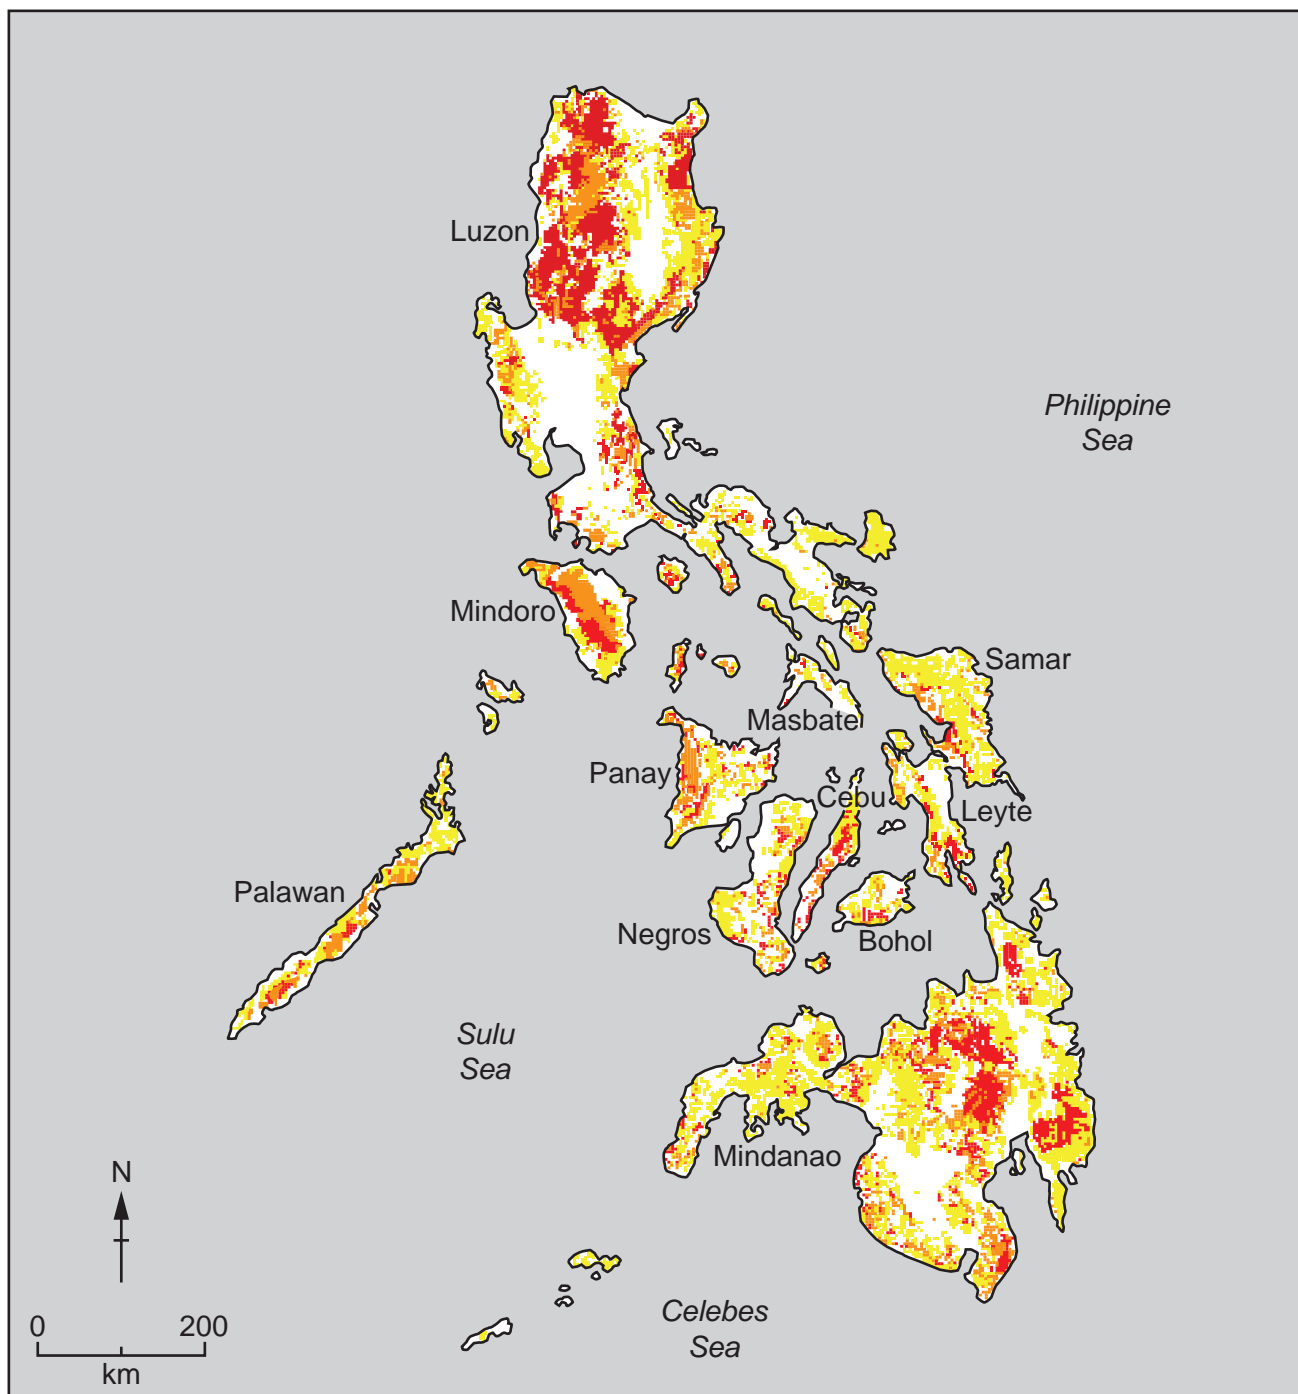 Luzon
Philippine
Sea
Mindoro
Samar
Masbate
Panay
Cebu
Leyte
Palawan
Negros
Bohol
Sulu
Sea
Mindanao
N
Celebes
Sea
0 200
km